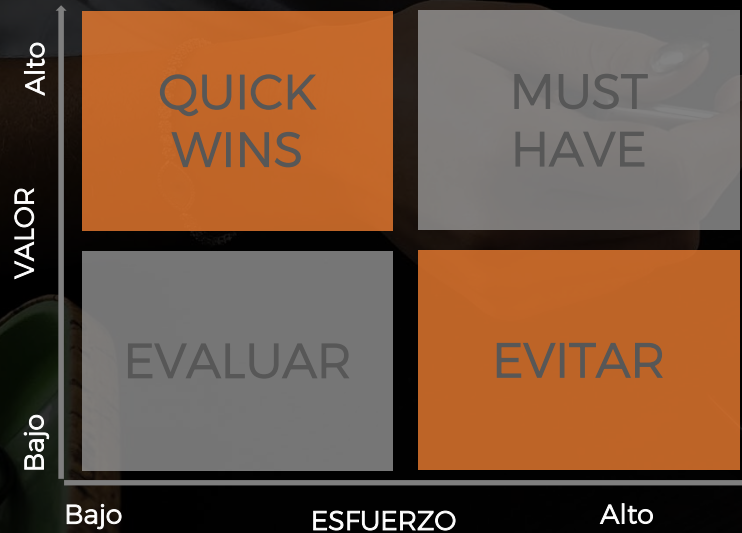 Alto
QUICK
WINS
MUST
HAVE
VALOR
EVALUAR
EVITAR
Bajo
Bajo
ESFUERZO
Alto